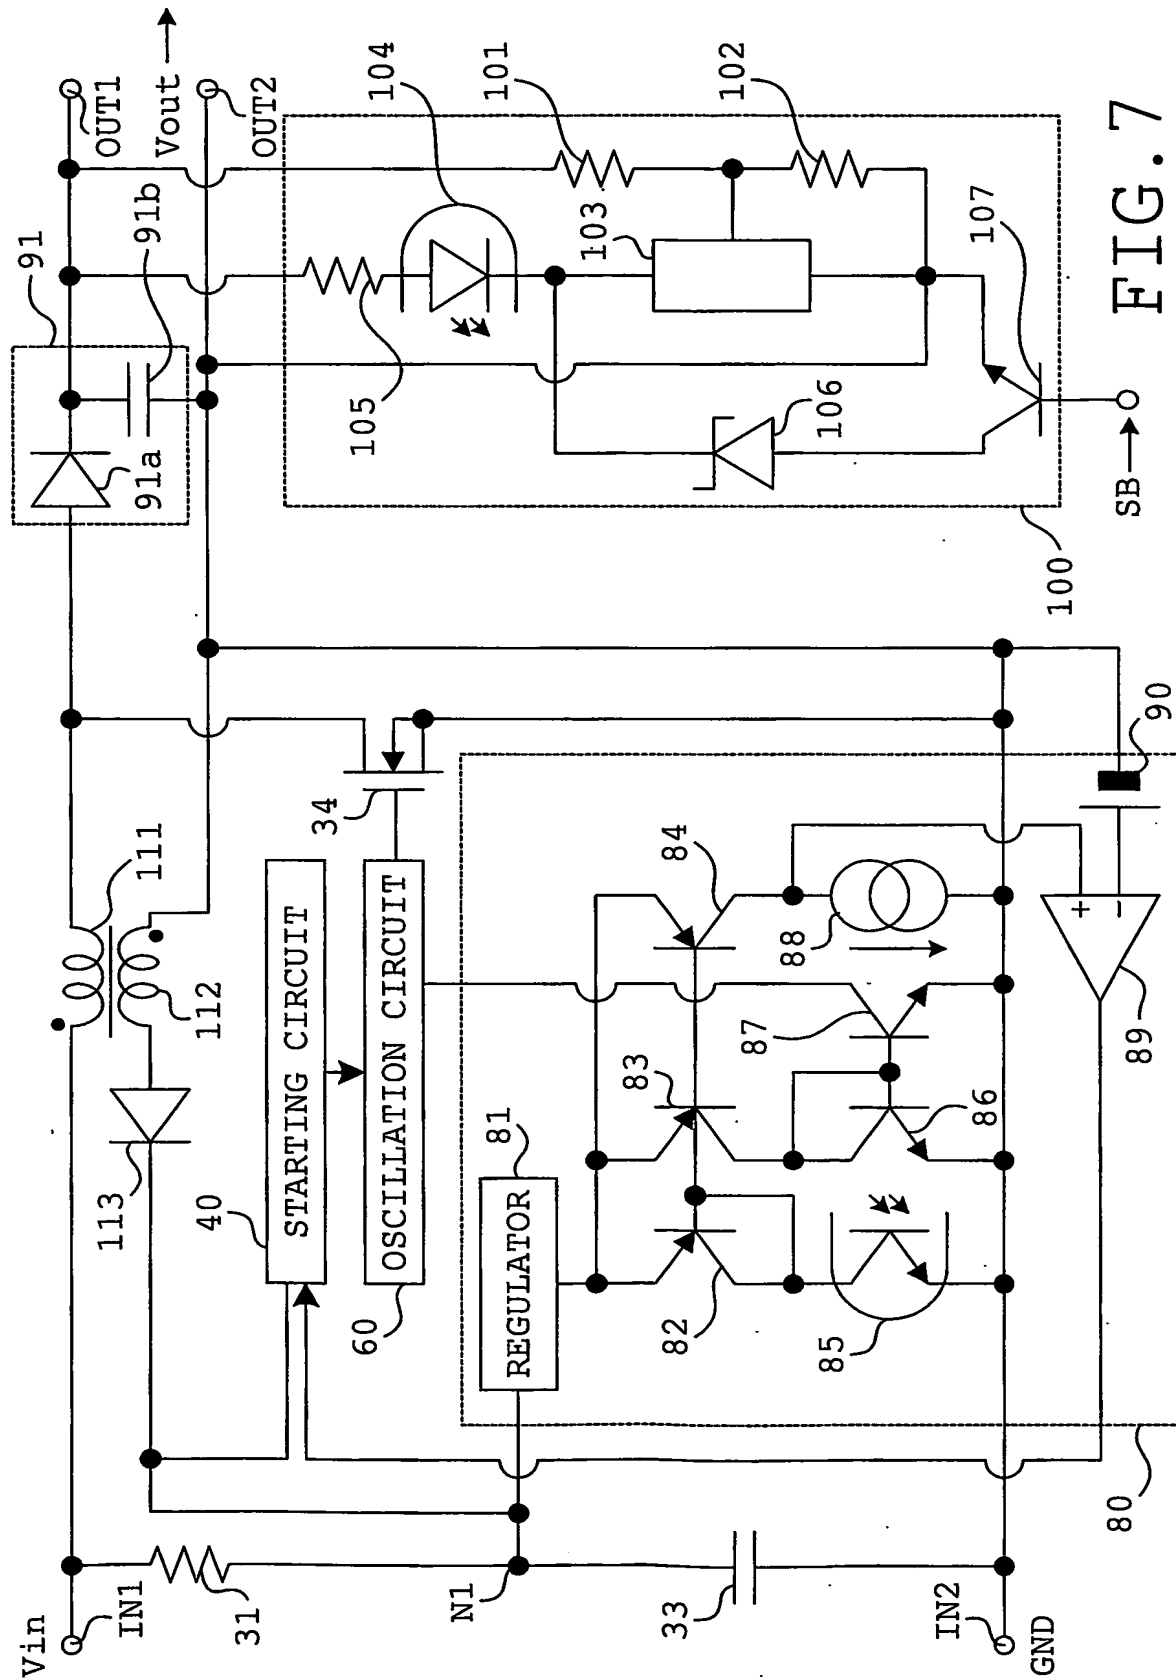 Vin
IN1
31
N1
33
IN2
GND
113
111
112
40
STARTING CIRCUIT
60
OSCILLATION CIRCUIT
34
81
REGULATOR
82
83
84
85
86
87
88
89
+
-
90
80
91
91a
91b
OUT1
Vout
OUT2
104
101
102
103
105
106
107
100
SB
FIG.7